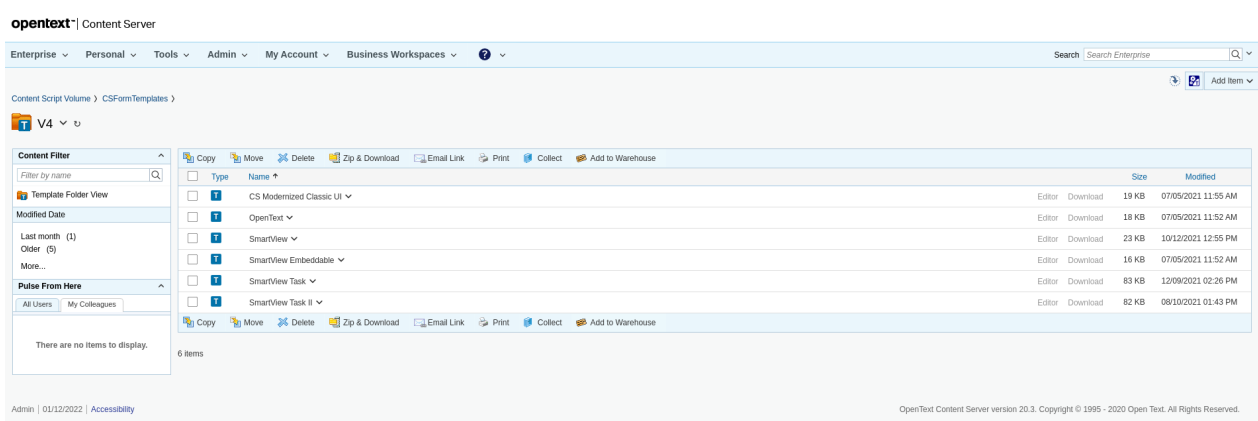 opentext™ | Content Server
Enterprise Personal Tools Admin My Account Business Workspaces ? Search Search Enterprise
Add Item
Content Script Volume 〉 CSFormTemplates 〉
V4
Content Filter
Filter by name
Template Folder View
Modified Date
Last month (1)
Older (5)
More...
Pulse From Here
All Users My Colleagues
There are no items to display.
Copy Move Delete Zip & Download Email Link Print Collect Add to Warehouse
Type Name Size Modified
T CS Modernized Classic UI Editor Download 19 KB 07/05/2021 11:55 AM
T OpenText Editor Download 18 KB 07/05/2021 11:52 AM
T SmartView Editor Download 23 KB 10/12/2021 12:55 PM
T SmartView Embeddable Editor Download 16 KB 07/05/2021 11:52 AM
T SmartView Task Editor Download 83 KB 12/09/2021 02:26 PM
T SmartView Task II Editor Download 82 KB 08/10/2021 01:43 PM
Copy Move Delete Zip & Download Email Link Print Collect Add to Warehouse
6 items
Admin | 01/12/2022 | Accessibility
OpenText Content Server version 20.3. Copyright © 1995 - 2020 Open Text. All Rights Reserved.